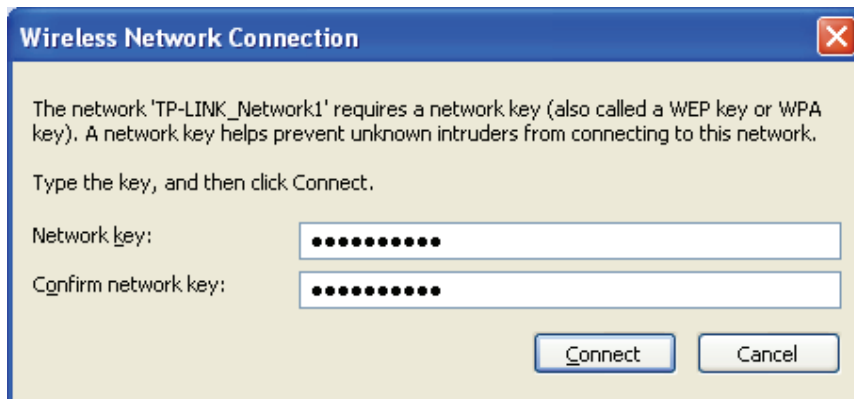 Wireless Network Connection
The network 'TP-LINK_Network1' requires a network key (also called a WEP key or WPA
key). A network key helps prevent unknown intruders from connecting to this network.
Type the key, and then click Connect.
Network key: ••••••••••
Confirm network key: ••••••••••
Connect Cancel